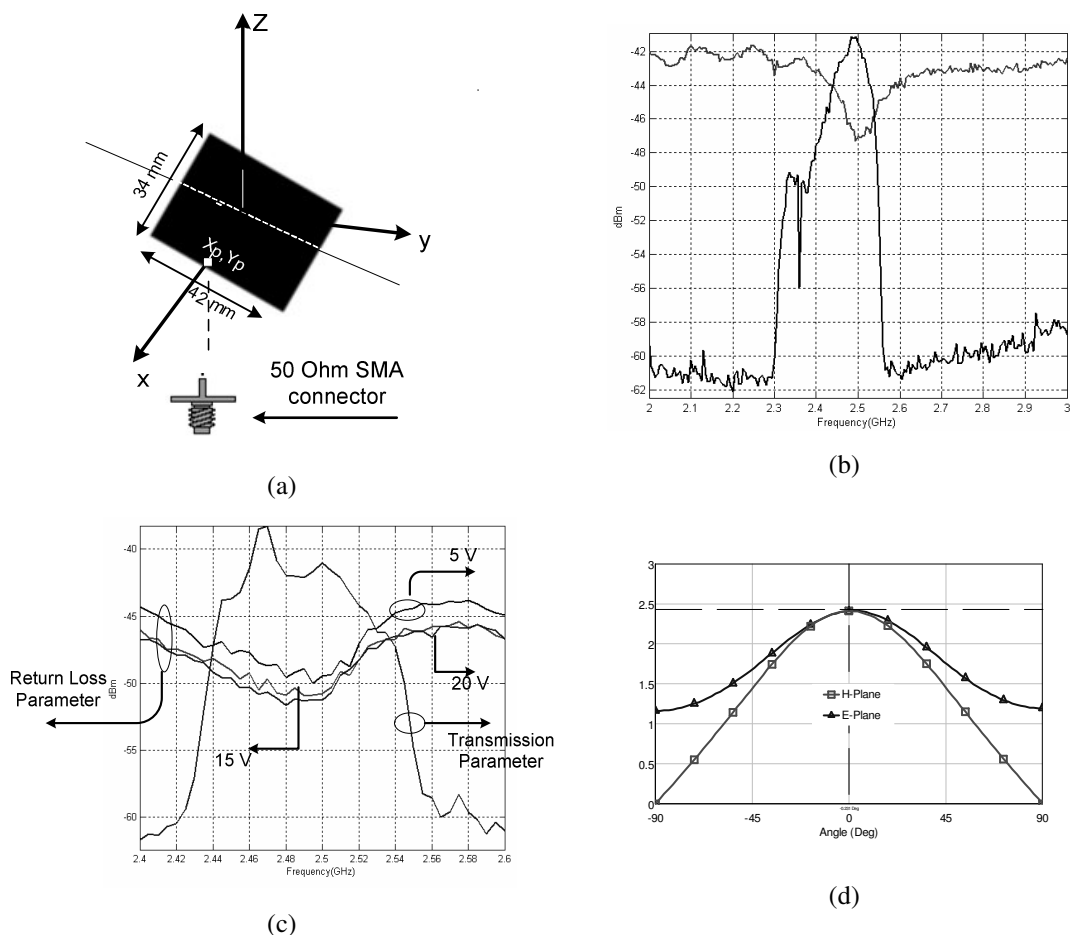 Z
34 mm
y
Xp, Yp
42 mm
x
50 Ohm SMA
connector
(a)
-42
-44
-46
-48
-50
-52
-54
-56
-58
-60
-62
dBm
2
2.1
2.2
2.3
2.4
2.5
2.6
2.7
2.8
2.9
3
Frequency(GHz)
(b)
-40
-45
-50
-55
-60
dBm
5 V
20 V
15 V
Return Loss
Parameter
Transmission
Parameter
2.4
2.42
2.44
2.46
2.48
2.5
2.52
2.54
2.56
2.58
2.6
Frequency(GHz)
(c)
3
2.5
2
1.5
1
0.5
0
H-Plane
E-Plane
-90
-45
0
45
90
Angle (Deg)
(d)